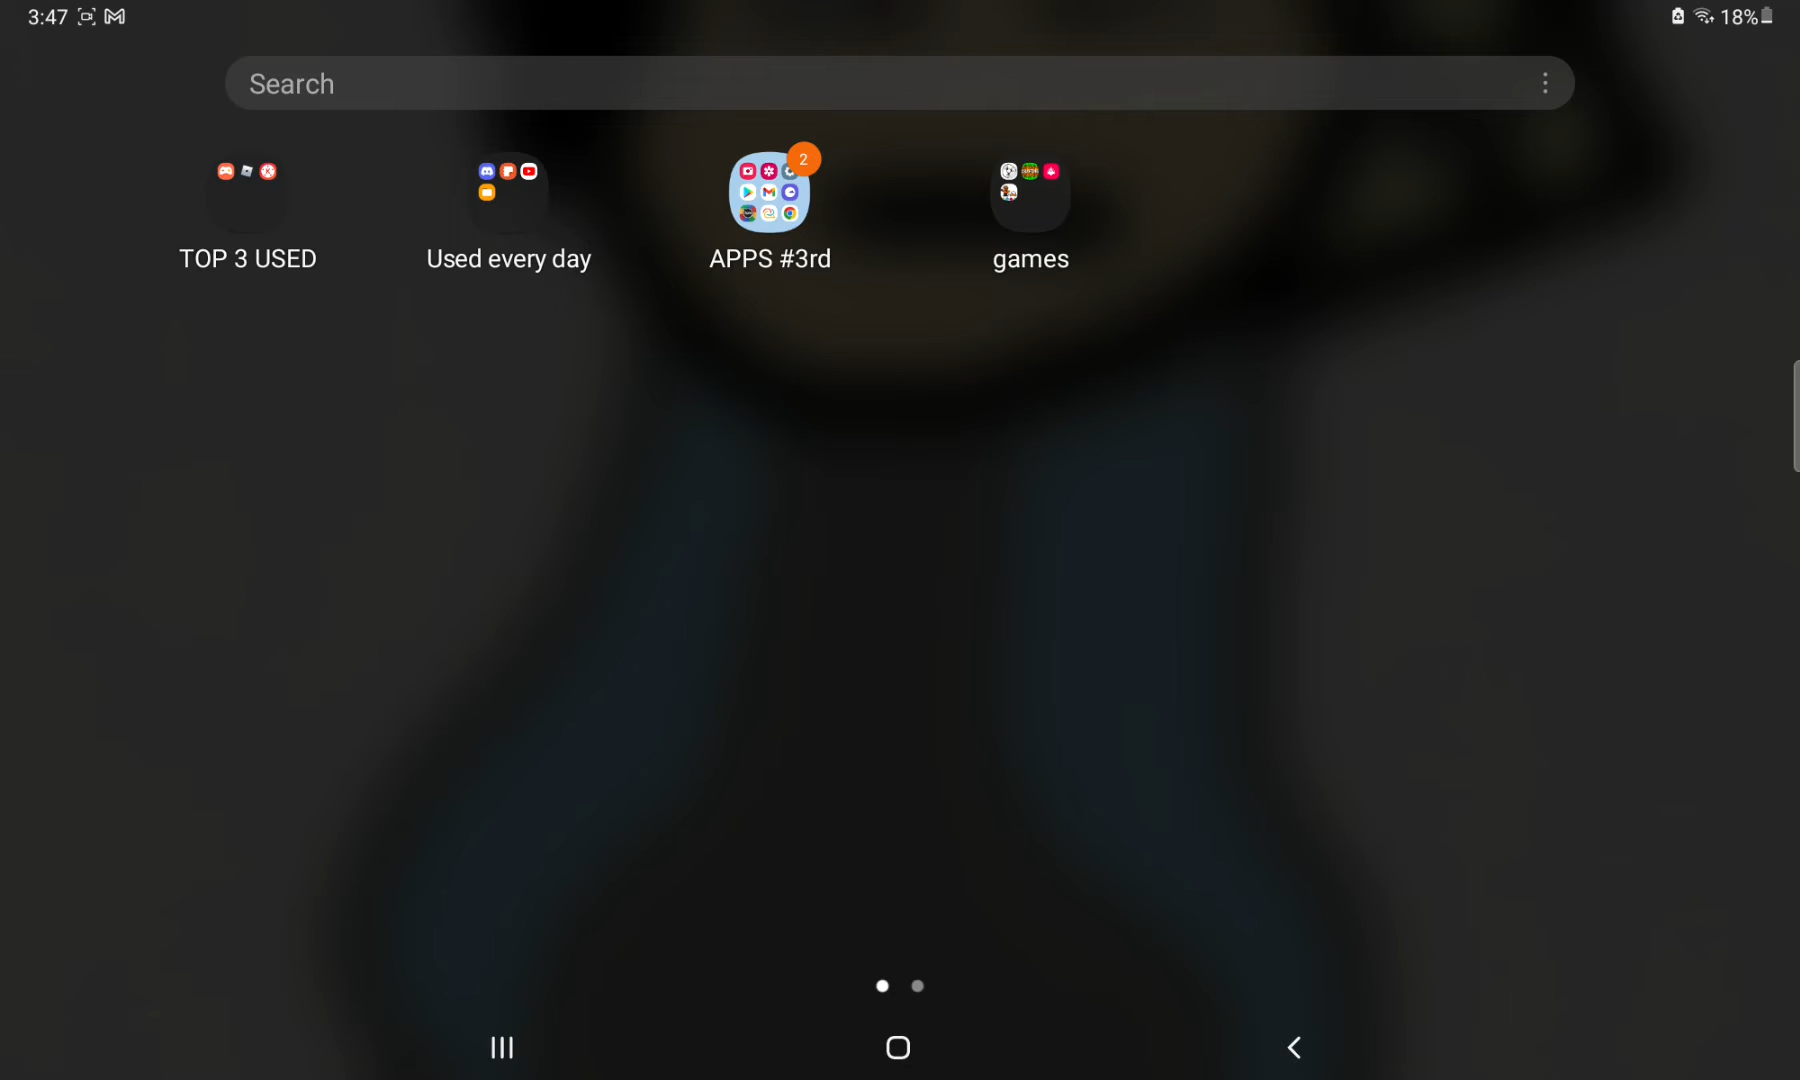 3:47
18%
Search
2
TOP 3 USED
Used every day
APPS #3rd
games